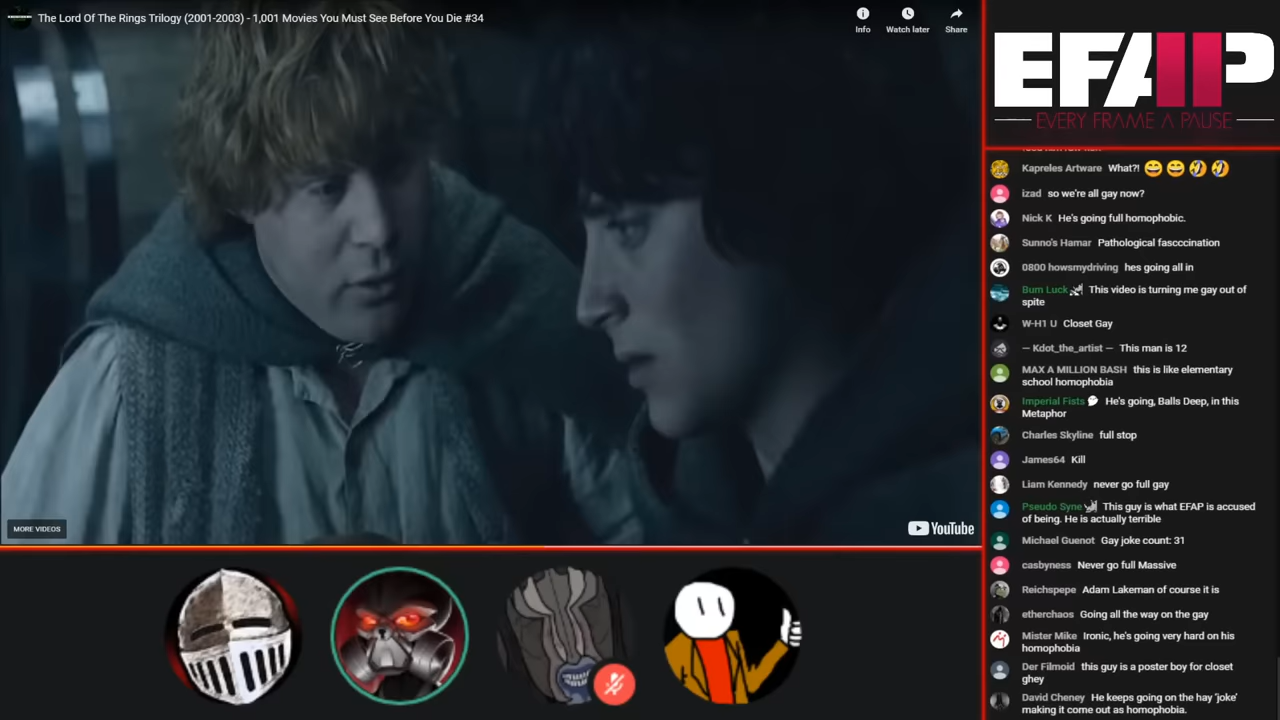 The Lord Of The Rings Trilogy (2001-2003) - 1,001 Movies You Must See Before You Die #34
Info
Watch later
Share
MORE VIDEOS
YouTube
EFAP
EVERY FRAME A PAUSE
Kapreles Artware What?! 😄 😄 🤣 🤣
izad so we're all gay now?
Nick K He's going full homophobic.
Sunno's Hamar Pathological fascccination
0800 howsmydriving hes going all in
Bum Luck This video is turning me gay out of
spite
W-H1 U Closet Gay
— Kdot_the_artist — This man is 12
MAX A MILLION BASH this is like elementary
school homophobia
Imperial Fists He's going, Balls Deep, in this
Metaphor
Charles Skyline full stop
James64 Kill
Liam Kennedy never go full gay
Pseudo Syne This guy is what EFAP is accused
of being. He is actually terrible
Michael Guenot Gay joke count: 31
casbyness Never go full Massive
Reichspepe Adam Lakeman of course it is
etherchaos Going all the way on the gay
Mister Mike Ironic, he's going very hard on his
homophobia
Der Filmoid this guy is a poster boy for closet
ghey
David Cheney He keeps going on the hay 'joke'
making it come out as homophobia.